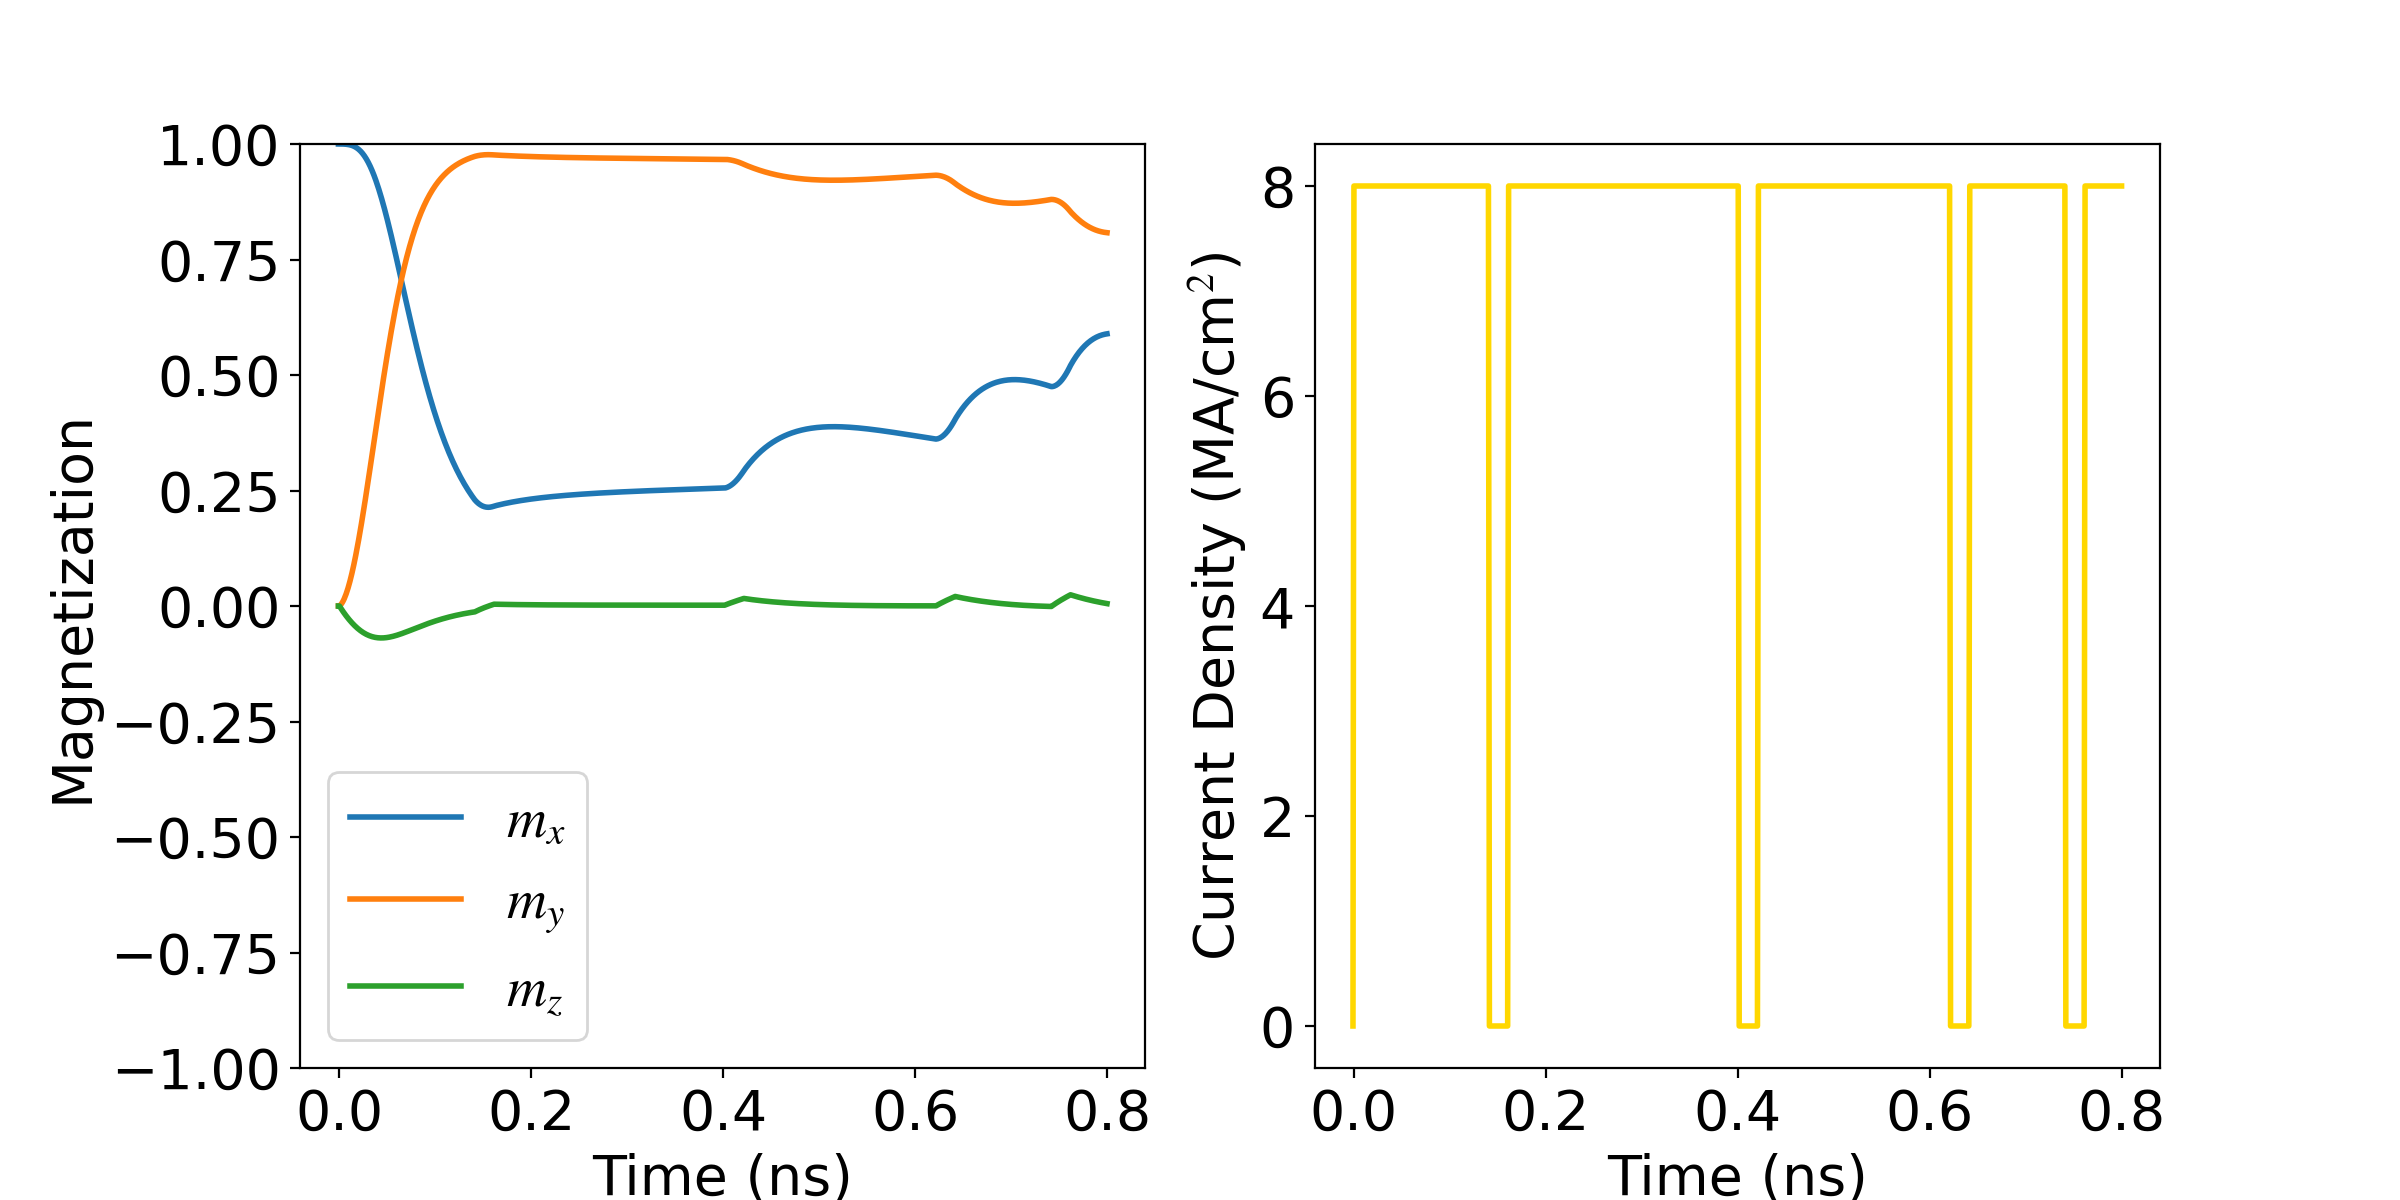 Magnetization
1.00
0.75
0.50
0.25
0.00
−0.25
−0.50
−0.75
−1.00
m_x
m_y
m_z
0.0 0.2 0.4 0.6 0.8
Time (ns)
Current Density (MA/cm²)
8
6
4
2
0
0.0 0.2 0.4 0.6 0.8
Time (ns)